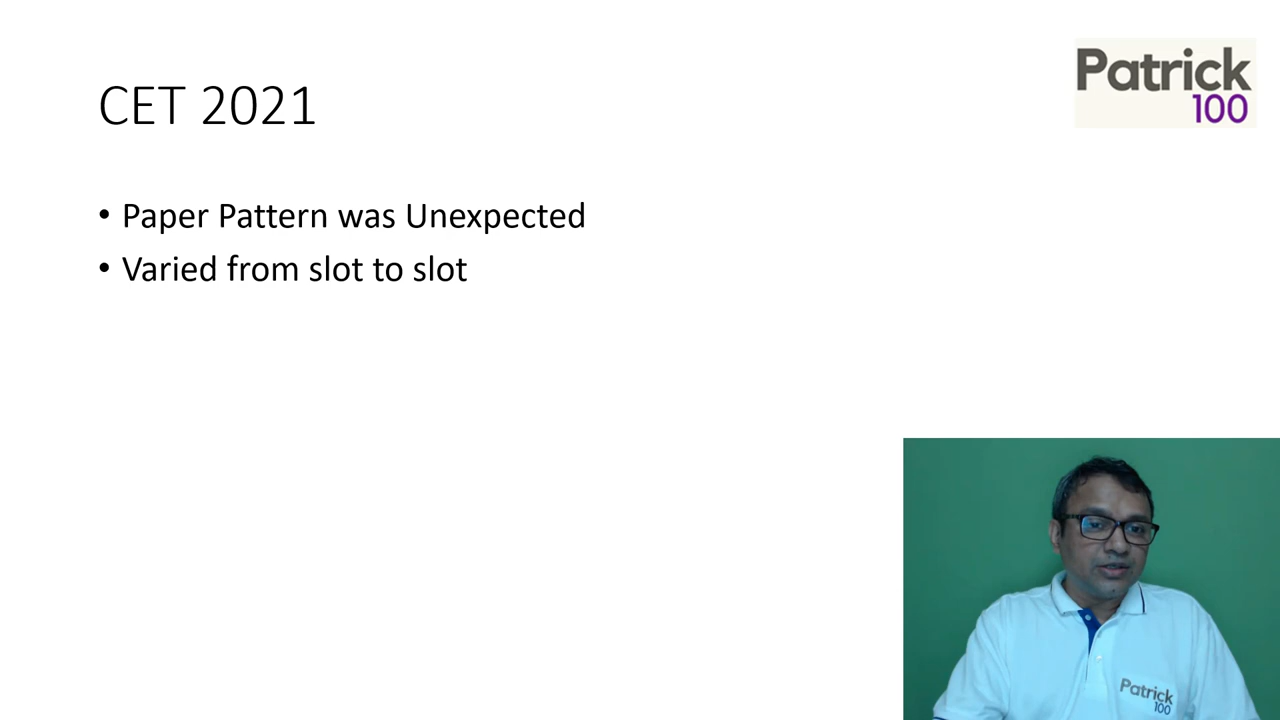 Patrick
100
CET 2021
• Paper Pattern was Unexpected
• Varied from slot to slot
Patrick
100